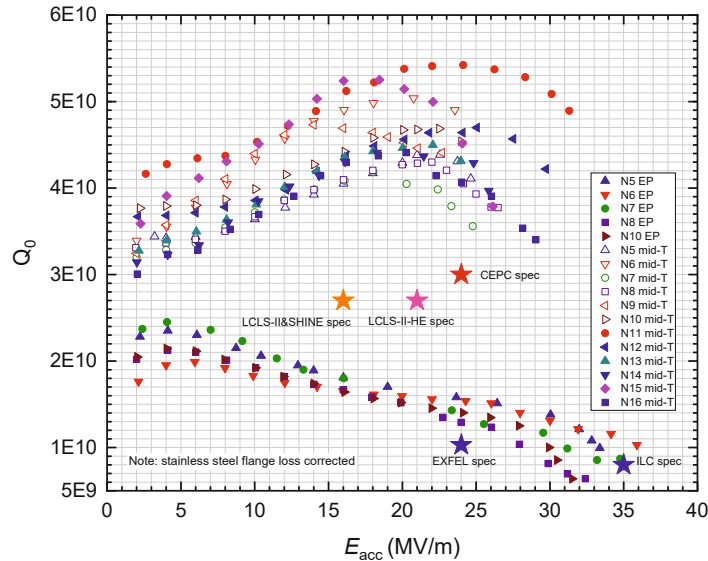 6E10
5E10
4E10
3E10
2E10
1E10
5E9
Q0
CEPC spec
LCLS-II&SHINE spec
LCLS-II-HE spec
N5 EP
N6 EP
N7 EP
N8 EP
N10 EP
N5 mid-T
N6 mid-T
N7 mid-T
N8 mid-T
N9 mid-T
N10 mid-T
N11 mid-T
N12 mid-T
N13 mid-T
N14 mid-T
N15 mid-T
N16 mid-T
Note: stainless steel flange loss corrected
EXFEL spec
ILC spec
0 5 10 15 20 25 30 35 40
Eacc (MV/m)